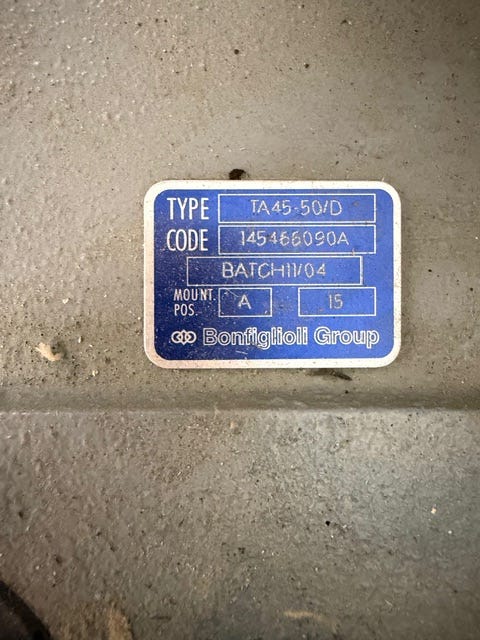 TYPE TA45-50/D
CODE 145466090A
BATCH11/04
MOUNT. POS. A 15
Bonfiglioli Group